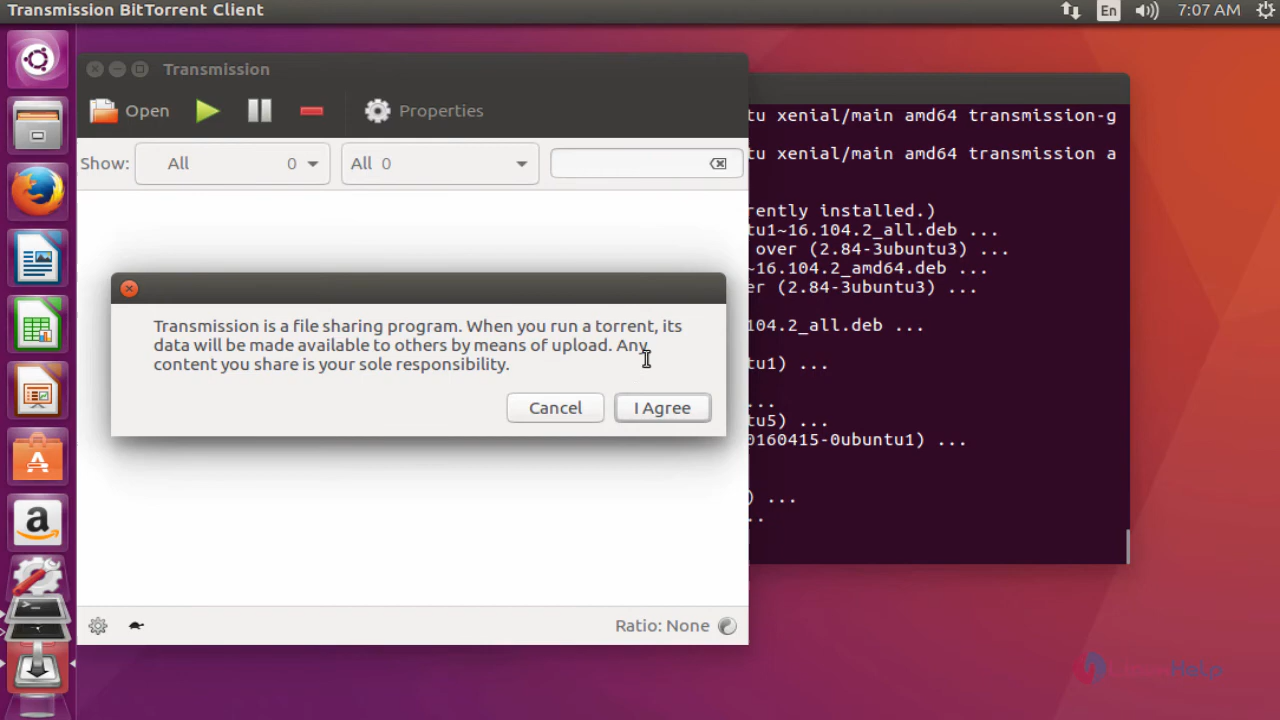 Transmission BitTorrent Client
En
7:07 AM
Transmission
Open
Properties
Show:
All 0
All 0
Transmission is a file sharing program. When you run a torrent, its
data will be made available to others by means of upload. Any
content you share is your sole responsibility.
Cancel
I Agree
Ratio: None
tu xenial/main amd64 transmission-g
tu xenial/main amd64 transmission a
rently installed.)
tu1~16.104.2_all.deb ...
over (2.84-3ubuntu3) ...
~16.104.2_amd64.deb ...
er (2.84-3ubuntu3) ...
104.2_all.deb ...
tu1) ...
...
tu5) ...
0160415-0ubuntu1) ...
) ...
..